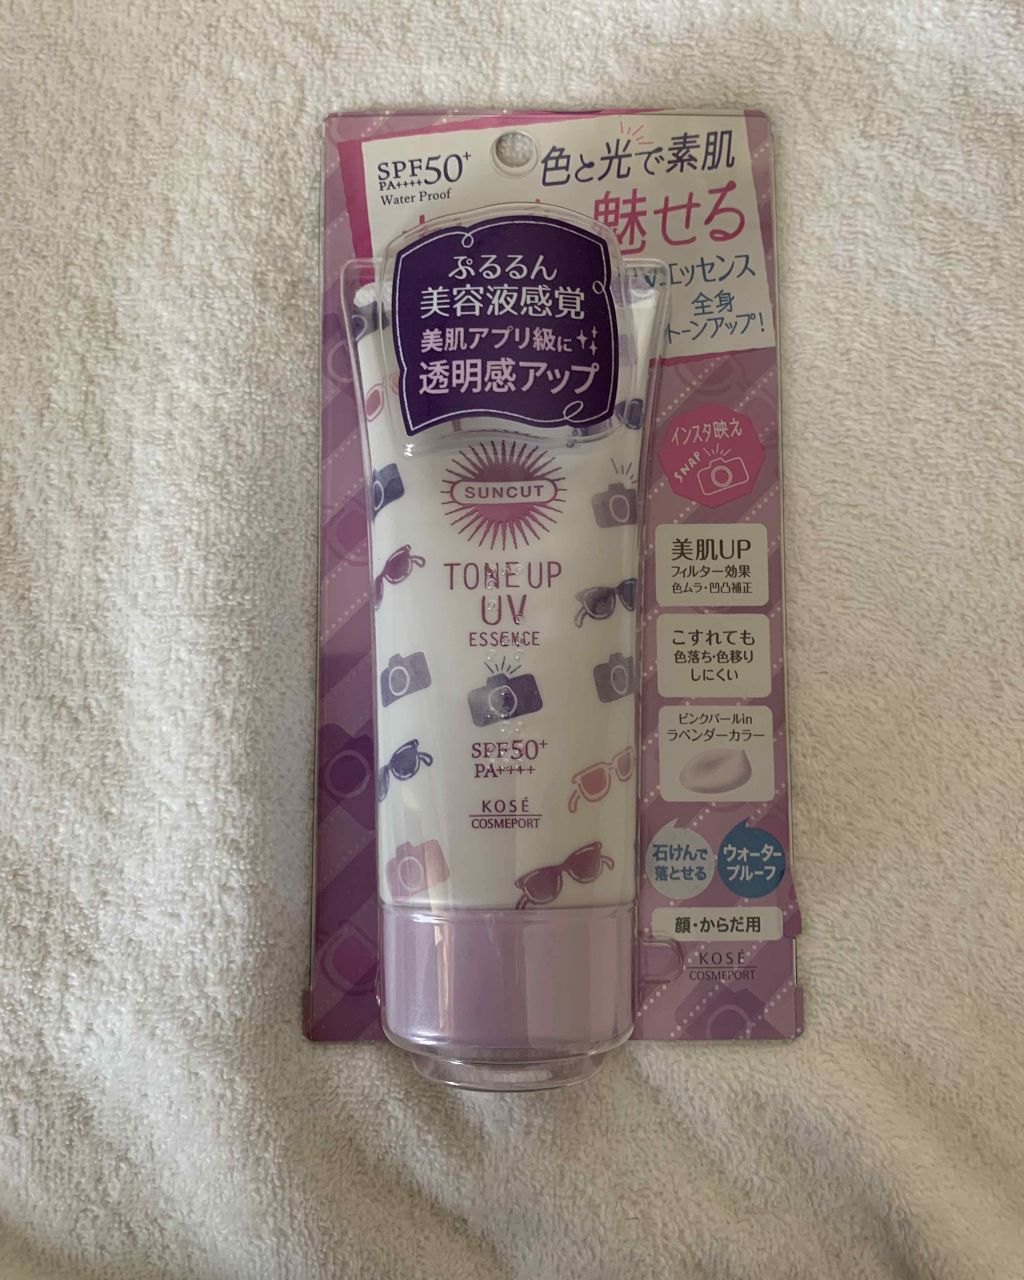 SPF50+
PA++++
Water Proof
色と光で素肌
魅せる
エッセンス
全身
トーンアップ!
ぷるるん
美容液感覚
美肌アプリ級に
透明感アップ
インスタ映え
SNAP
SUNCUT
TONE UP
UV
ESSENCE
SPF50+
PA++++
KOSÉ
COSMEPORT
美肌UP
フィルター効果
色ムラ・凹凸補正
こすれても
色落ち・色移り
しにくい
ピンクパールin
ラベンダーカラー
石けんで
落とせる
ウォーター
プルーフ
顔・からだ用
KOSÉ
COSMEPORT